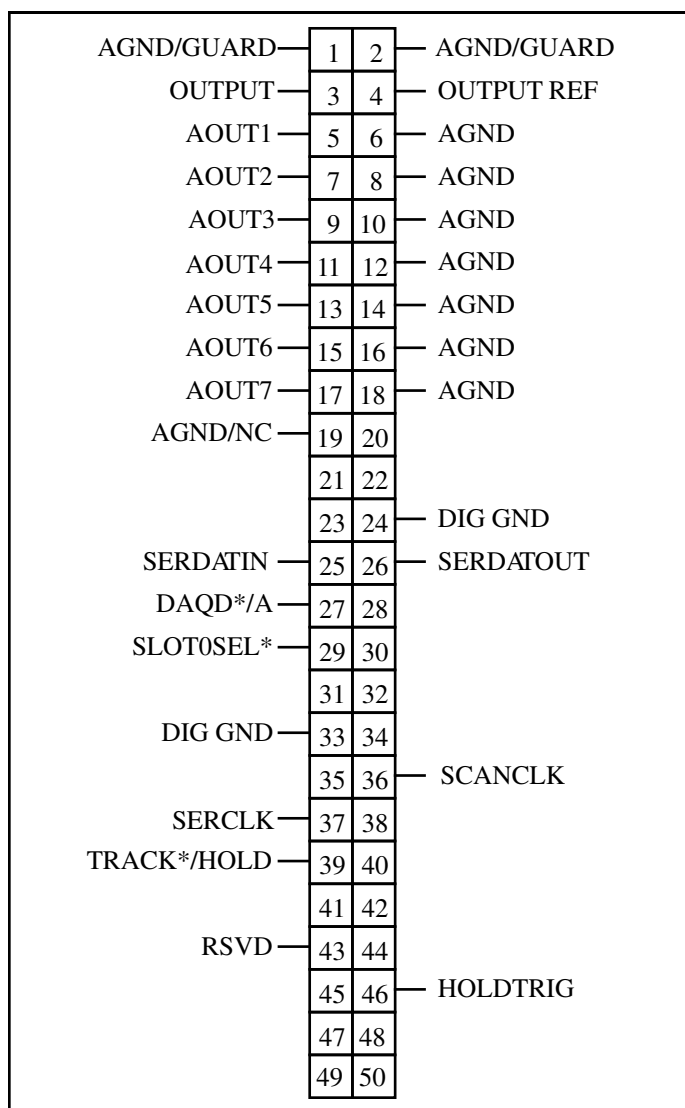 AGND/GUARD 1 2 AGND/GUARD
OUTPUT 3 4 OUTPUT REF
AOUT1 5 6 AGND
AOUT2 7 8 AGND
AOUT3 9 10 AGND
AOUT4 11 12 AGND
AOUT5 13 14 AGND
AOUT6 15 16 AGND
AOUT7 17 18 AGND
AGND/NC 19 20
21 22
23 24 DIG GND
SERDATIN 25 26 SERDATOUT
DAQD*/A 27 28
SLOT0SEL* 29 30
31 32
DIG GND 33 34
35 36 SCANCLK
SERCLK 37 38
TRACK*/HOLD 39 40
41 42
RSVD 43 44
45 46 HOLDTRIG
47 48
49 50